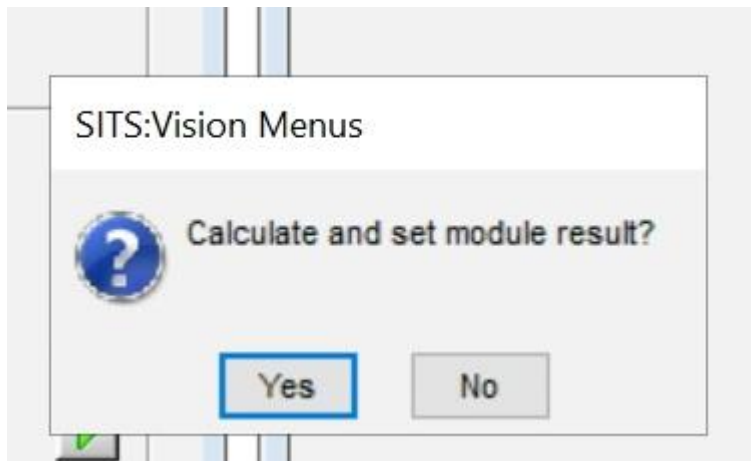 SITS:Vision Menus
Calculate and set module result?
Yes
No